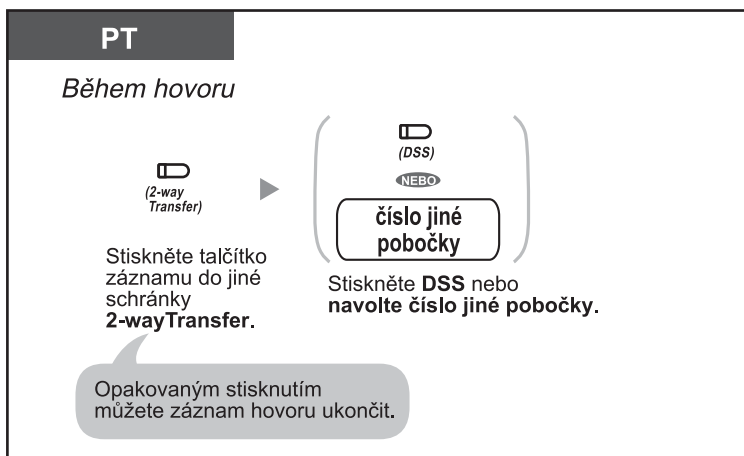 PT
Během hovoru
(2-way
Transfer)
Stiskněte talčítko
záznamu do jiné
schránky
2-wayTransfer.
(DSS)
NEBO
číslo jiné
pobočky
Stiskněte DSS nebo
navolte číslo jiné pobočky.
Opakovaným stisknutím
můžete záznam hovoru ukončit.